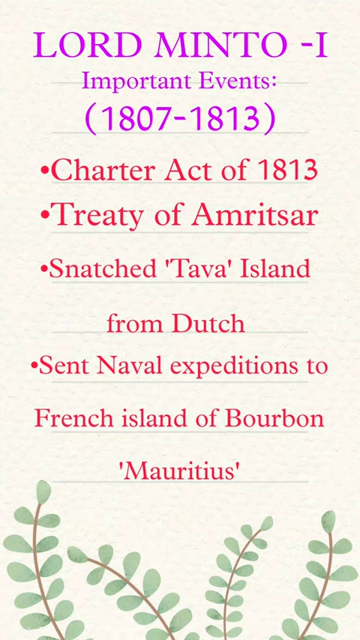 LORD MINTO -I
Important Events:
(1807-1813)
•Charter Act of 1813
•Treaty of Amritsar
•Snatched 'Tava' Island
from Dutch
•Sent Naval expeditions to
French island of Bourbon
'Mauritius'